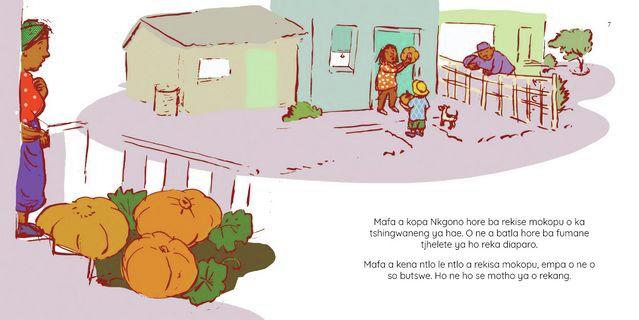 7
Mafa a kopa Nkgono hore ba rekise mokopu o ka
tshingwaneng ya hae. O ne a batla hore ba fumane
tjhelete ya ho reka diaparo.
Mafa a kena ntlo le ntlo a rekisa mokopu, empa o ne o
so butswe. Ho ne ho se motho ya o rekang.